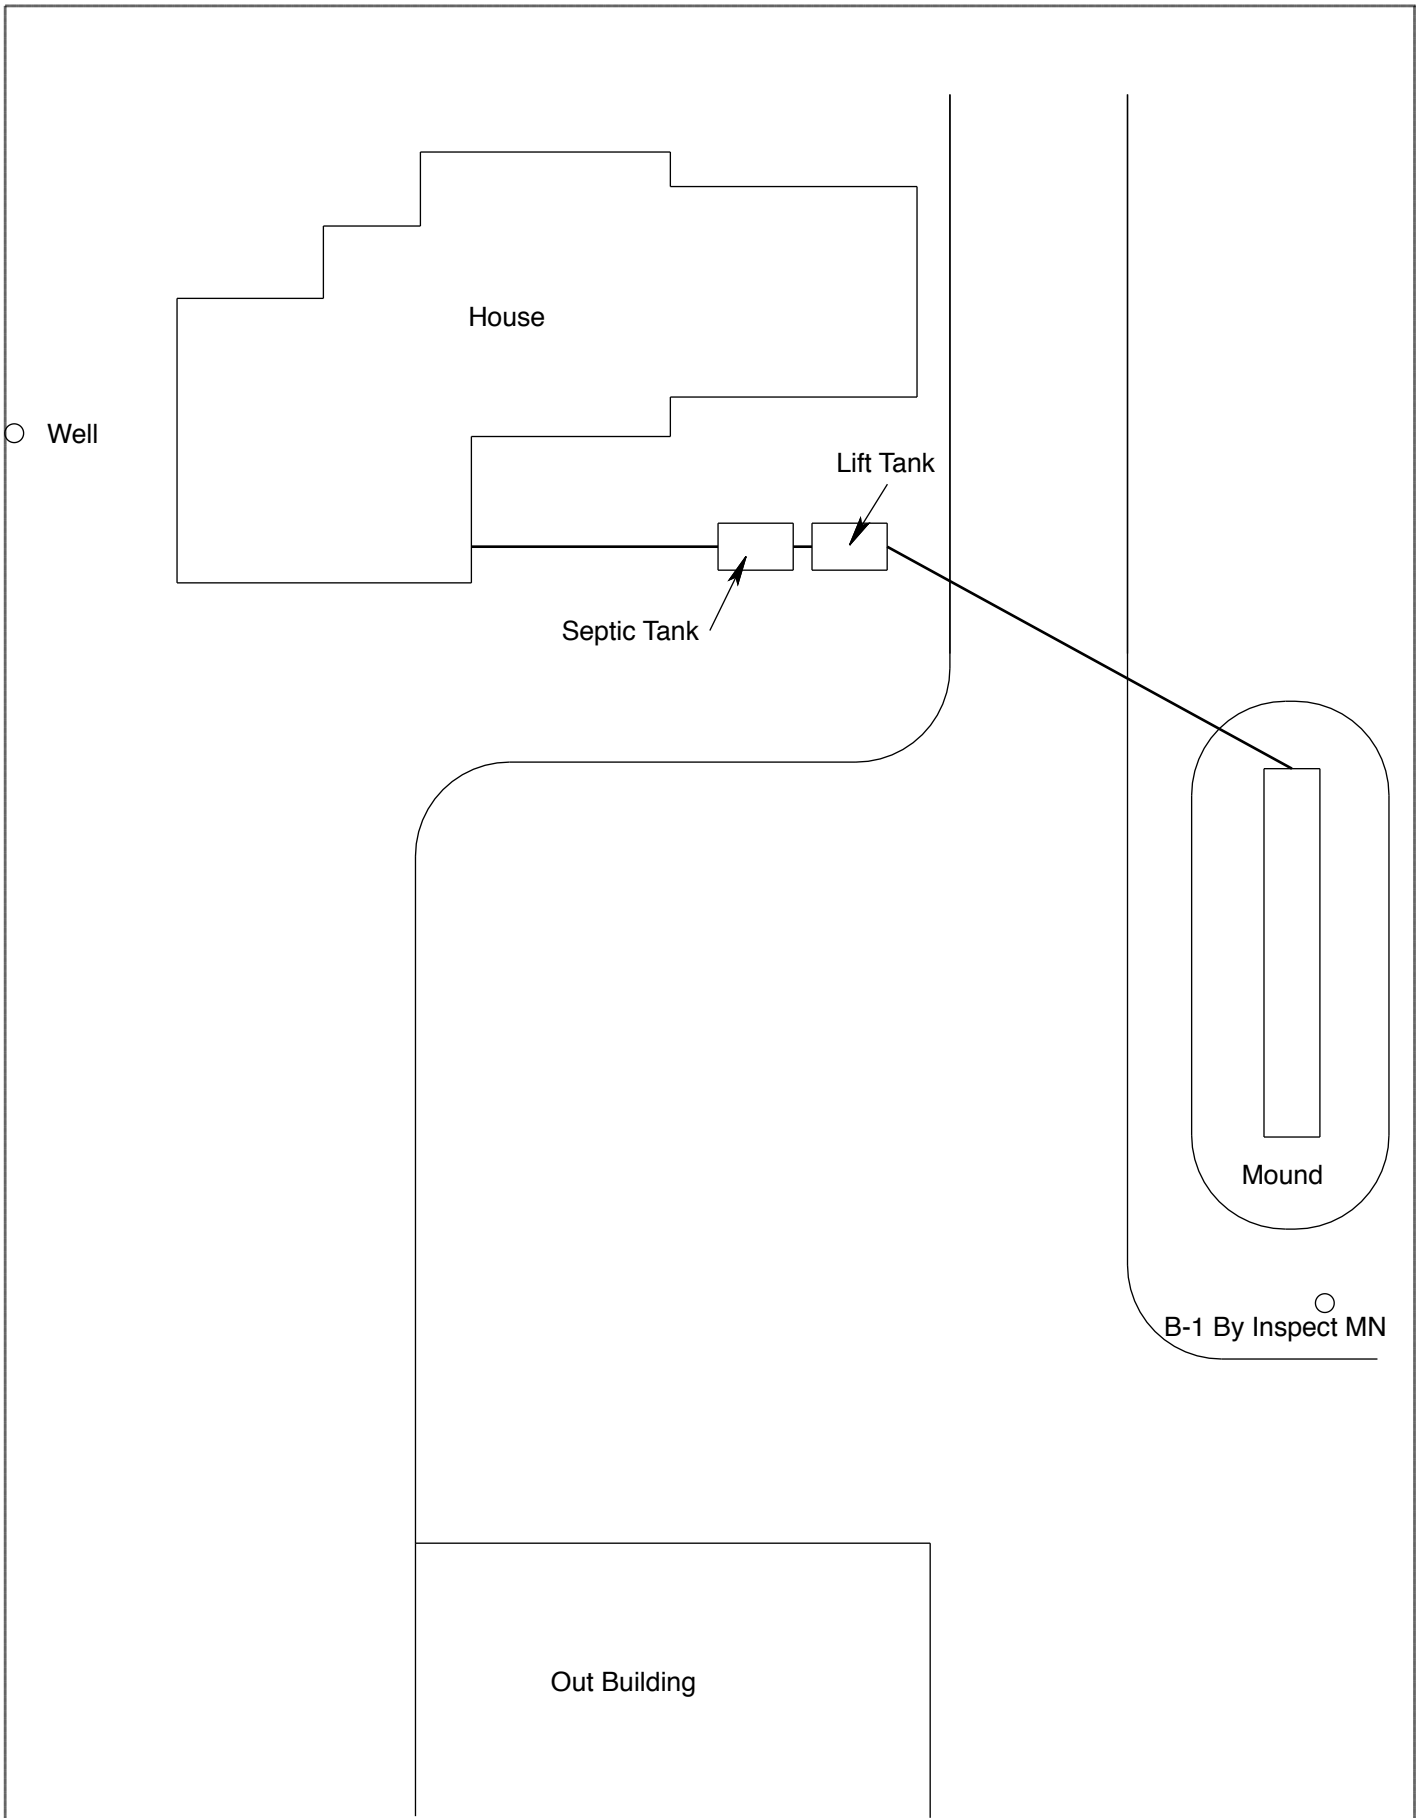 House
Well
Lift Tank
Septic Tank
Mound
B-1 By Inspect MN
Out Building